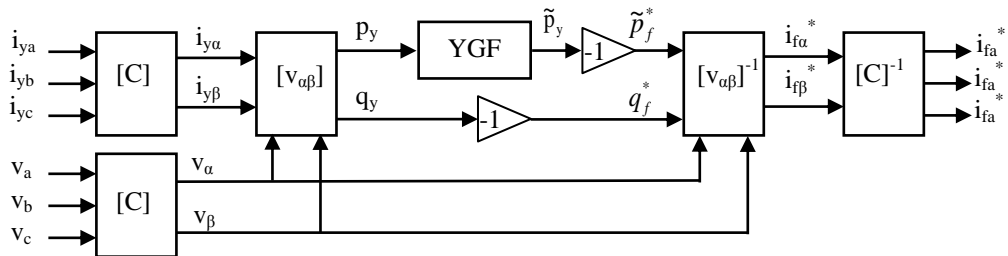 i_ya
i_yb
i_yc
[C]
i_yα
i_yβ
[v_αβ]
p_y
q_y
YGF
p̃_y
-1
p̃_f^*
-1
q_f^*
[v_αβ]^-1
i_fα^*
i_fβ^*
[C]^-1
i_fa^*
i_fa^*
i_fa^*
v_a
v_b
v_c
[C]
v_α
v_β